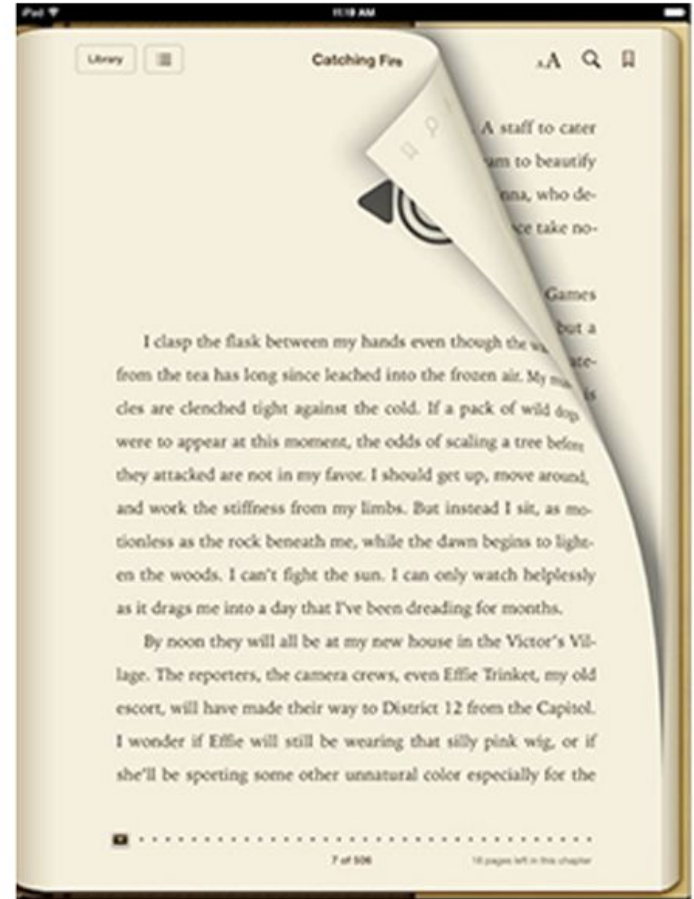 iPad 11:19 AM
Library Catching Fire AA
A staff to cater
am to beautify
nna, who de-
ce take no-
Games
but a
ate-
is
I clasp the flask between my hands even though the
from the tea has long since leached into the frozen air. My mus
cles are clenched tight against the cold. If a pack of wild dogs
were to appear at this moment, the odds of scaling a tree before
they attacked are not in my favor. I should get up, move around,
and work the stiffness from my limbs. But instead I sit, as mo-
tionless as the rock beneath me, while the dawn begins to light-
en the woods. I can't fight the sun. I can only watch helplessly
as it drags me into a day that I've been dreading for months.
By noon they will all be at my new house in the Victor's Vil-
lage. The reporters, the camera crews, even Effie Trinket, my old
escort, will have made their way to District 12 from the Capitol.
I wonder if Effie will still be wearing that silly pink wig, or if
she'll be sporting some other unnatural color especially for the
7 of 506 18 pages left in this chapter